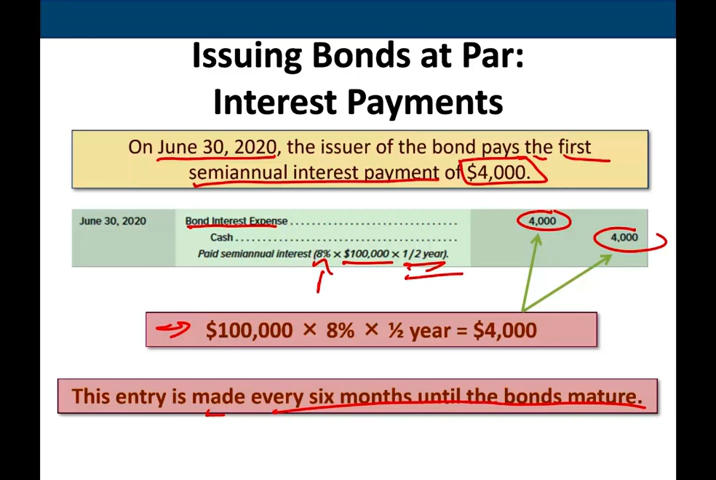 Issuing Bonds at Par:
Interest Payments
On June 30, 2020, the issuer of the bond pays the first
semiannual interest payment of $4,000.
June 30, 2020 Bond Interest Expense ........................................ 4,000
Cash ........................................ 4,000
Paid semiannual interest (8% × $100,000 × 1/2 year).
$100,000 × 8% × ½ year = $4,000
This entry is made every six months until the bonds mature.